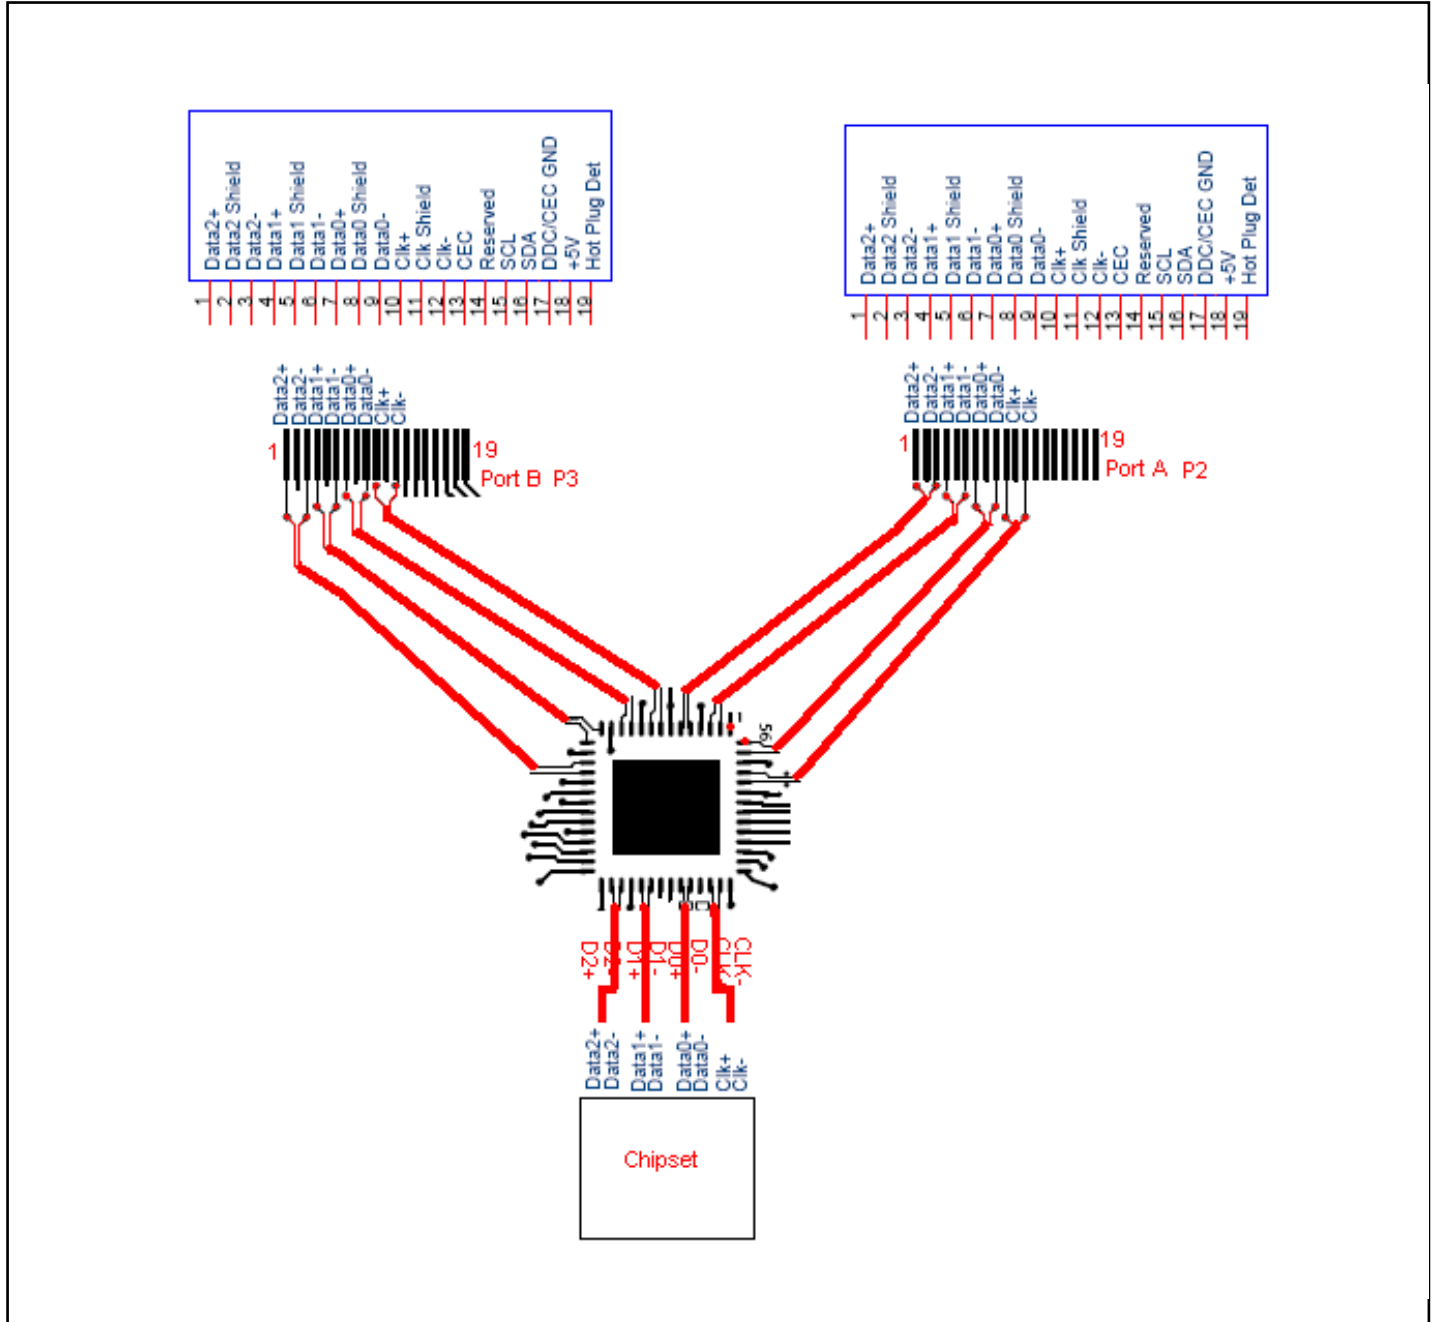 Data2+
Data2 Shield
Data2-
Data1+
Data1 Shield
Data1-
Data0+
Data0 Shield
Data0-
Clk+
Clk Shield
Clk-
CEC
Reserved
SCL
SDA
DDC/CEC GND
+5V
Hot Plug Det
1
2
3
4
5
6
7
8
9
10
11
12
13
14
15
16
17
18
19
Data2+
Data2 Shield
Data2-
Data1+
Data1 Shield
Data1-
Data0+
Data0 Shield
Data0-
Clk+
Clk Shield
Clk-
CEC
Reserved
SCL
SDA
DDC/CEC GND
+5V
Hot Plug Det
1
2
3
4
5
6
7
8
9
10
11
12
13
14
15
16
17
18
19
Data2+
Data2-
Data1+
Data1-
Data0+
Data0-
Clk+
Clk-
1
19
Port B P3
Data2+
Data2-
Data1+
Data1-
Data0+
Data0-
Clk+
Clk-
1
19
Port A P2
1
56
D2+
D2-
D1+
D1-
D0+
D0-
CLK+
CLK-
Data2+
Data2-
Data1+
Data1-
Data0+
Data0-
Clk+
Clk-
Chipset